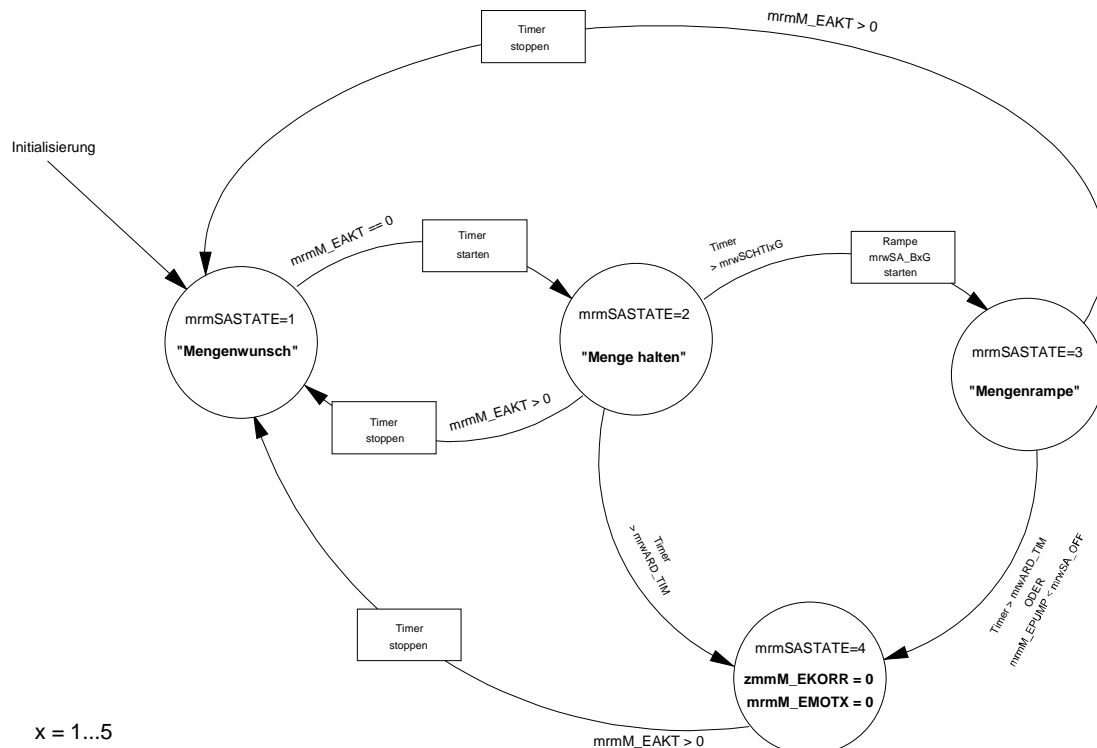 mrmM_EAKT > 0
Timer
stoppen
Initialisierung
mrmM_EAKT == 0
Timer
starten
Timer
> mrwSCHTIxG
Rampe
mrwSA_BxG
starten
mrmSASTATE=1
"Mengenwunsch"
mrmSASTATE=2
"Menge halten"
mrmSASTATE=3
"Mengenrampe"
Timer
stoppen
mrmM_EAKT > 0
Timer
> mrwARD_TIM
Timer > mrwARD_TIM
ODER
mrmM_EPUMP < mrwSA_OFF
Timer
stoppen
mrmSASTATE=4
zmmM_EKORR = 0
mrmM_EMOTX = 0
mrmM_EAKT > 0
x = 1...5